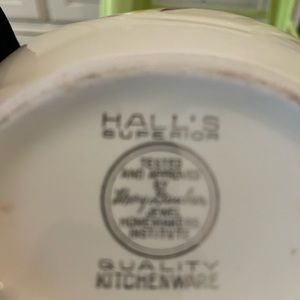 HALL'S
SUPERIOR
TESTED
AND APPROVED
BY
Mary Dunbar
JEWEL
HOMEMAKERS
INSTITUTE
QUALITY
KITCHENWARE